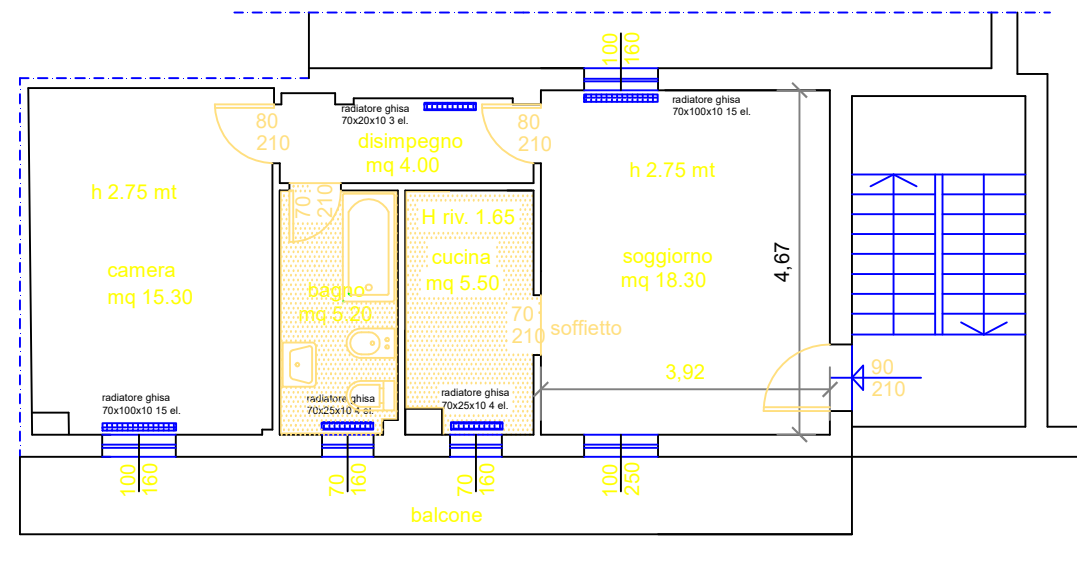 100
160
radiatore ghisa
70x20x10 3 el.
radiatore ghisa
70x100x10 15 el.
80
210
disimpegno
mq 4.00
80
210
h 2.75 mt
h 2.75 mt
70
210
H riv. 1.65
cucina
mq 5.50
soggiorno
mq 18.30
4,67
camera
mq 15.30
bagno
mq 5.20
70
210
soffietto
3,92
90
210
radiatore ghisa
70x100x10 15 el.
radiatore ghisa
70x25x10 4 el.
radiatore ghisa
70x25x10 4 el.
100
160
70
160
70
160
100
250
balcone